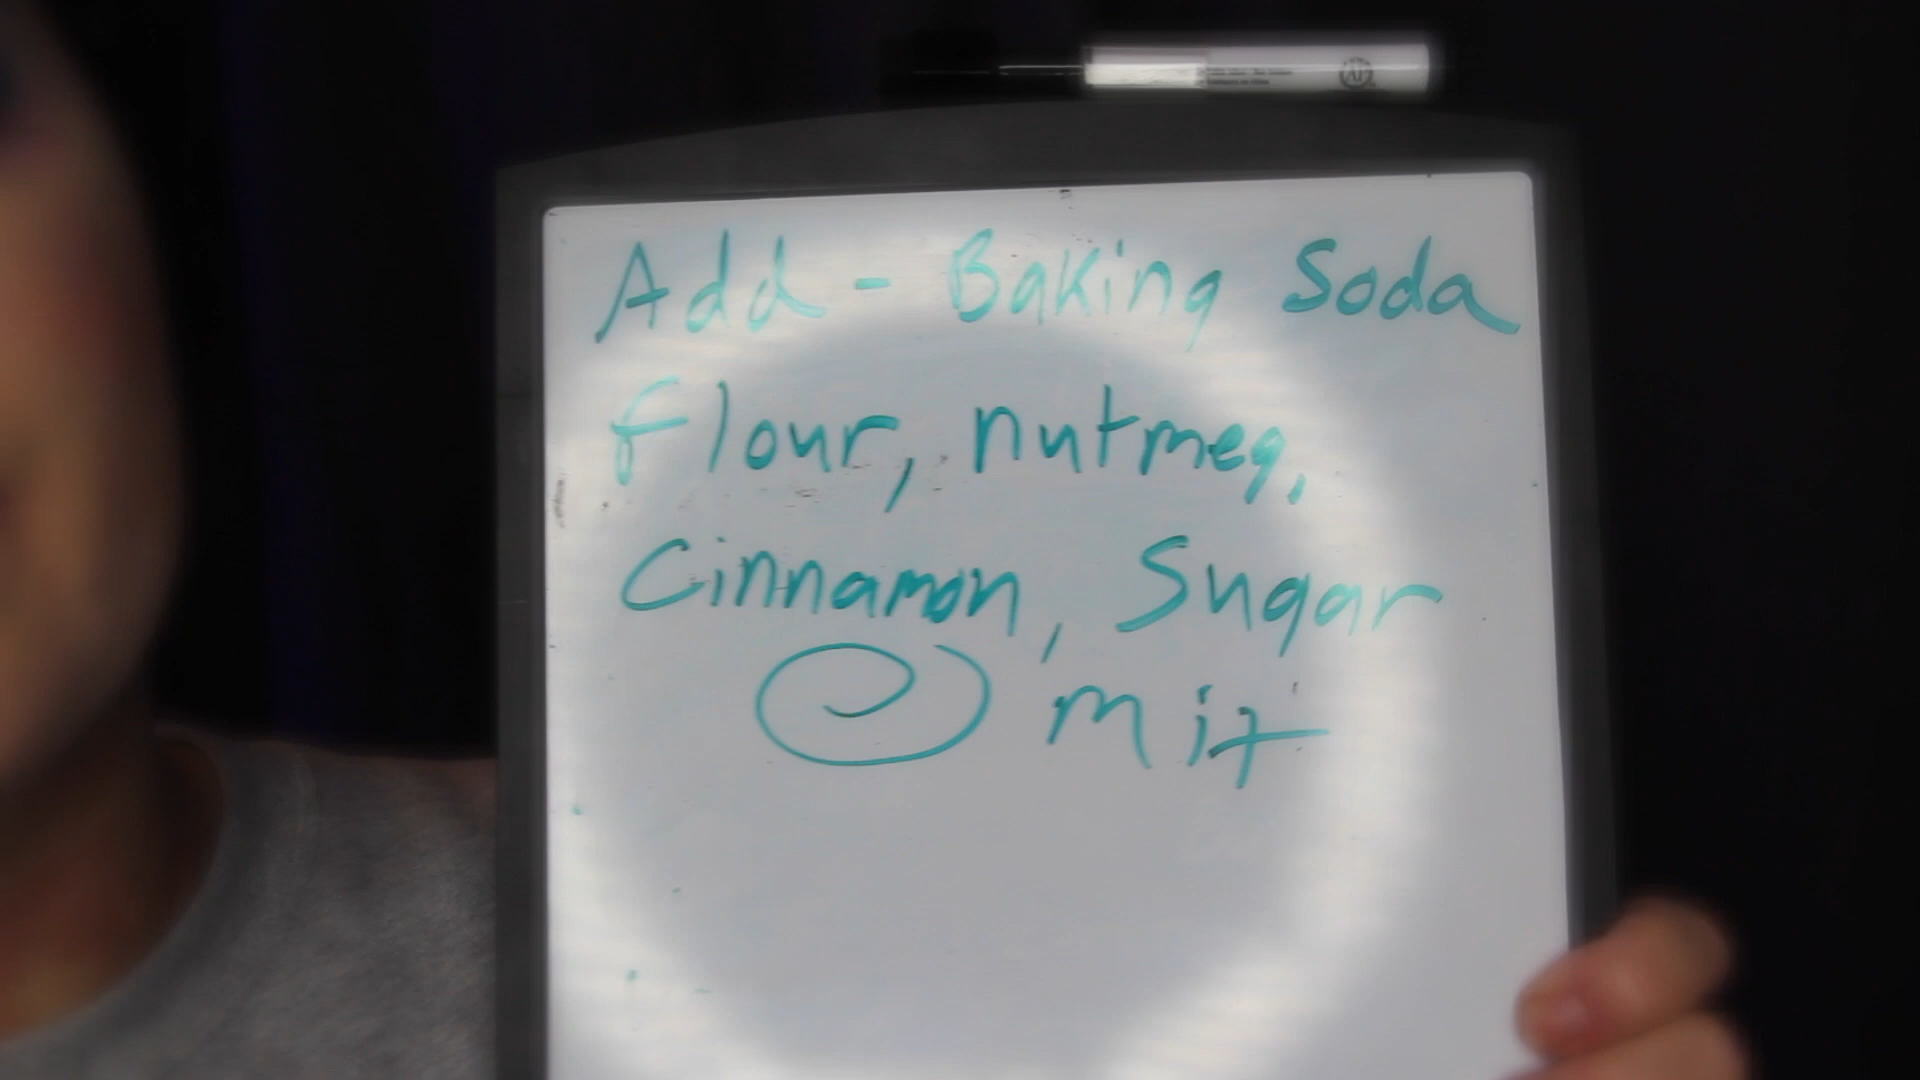 Add - Baking Soda
flour, nutmeg,
Cinnamon, Sugar
mix